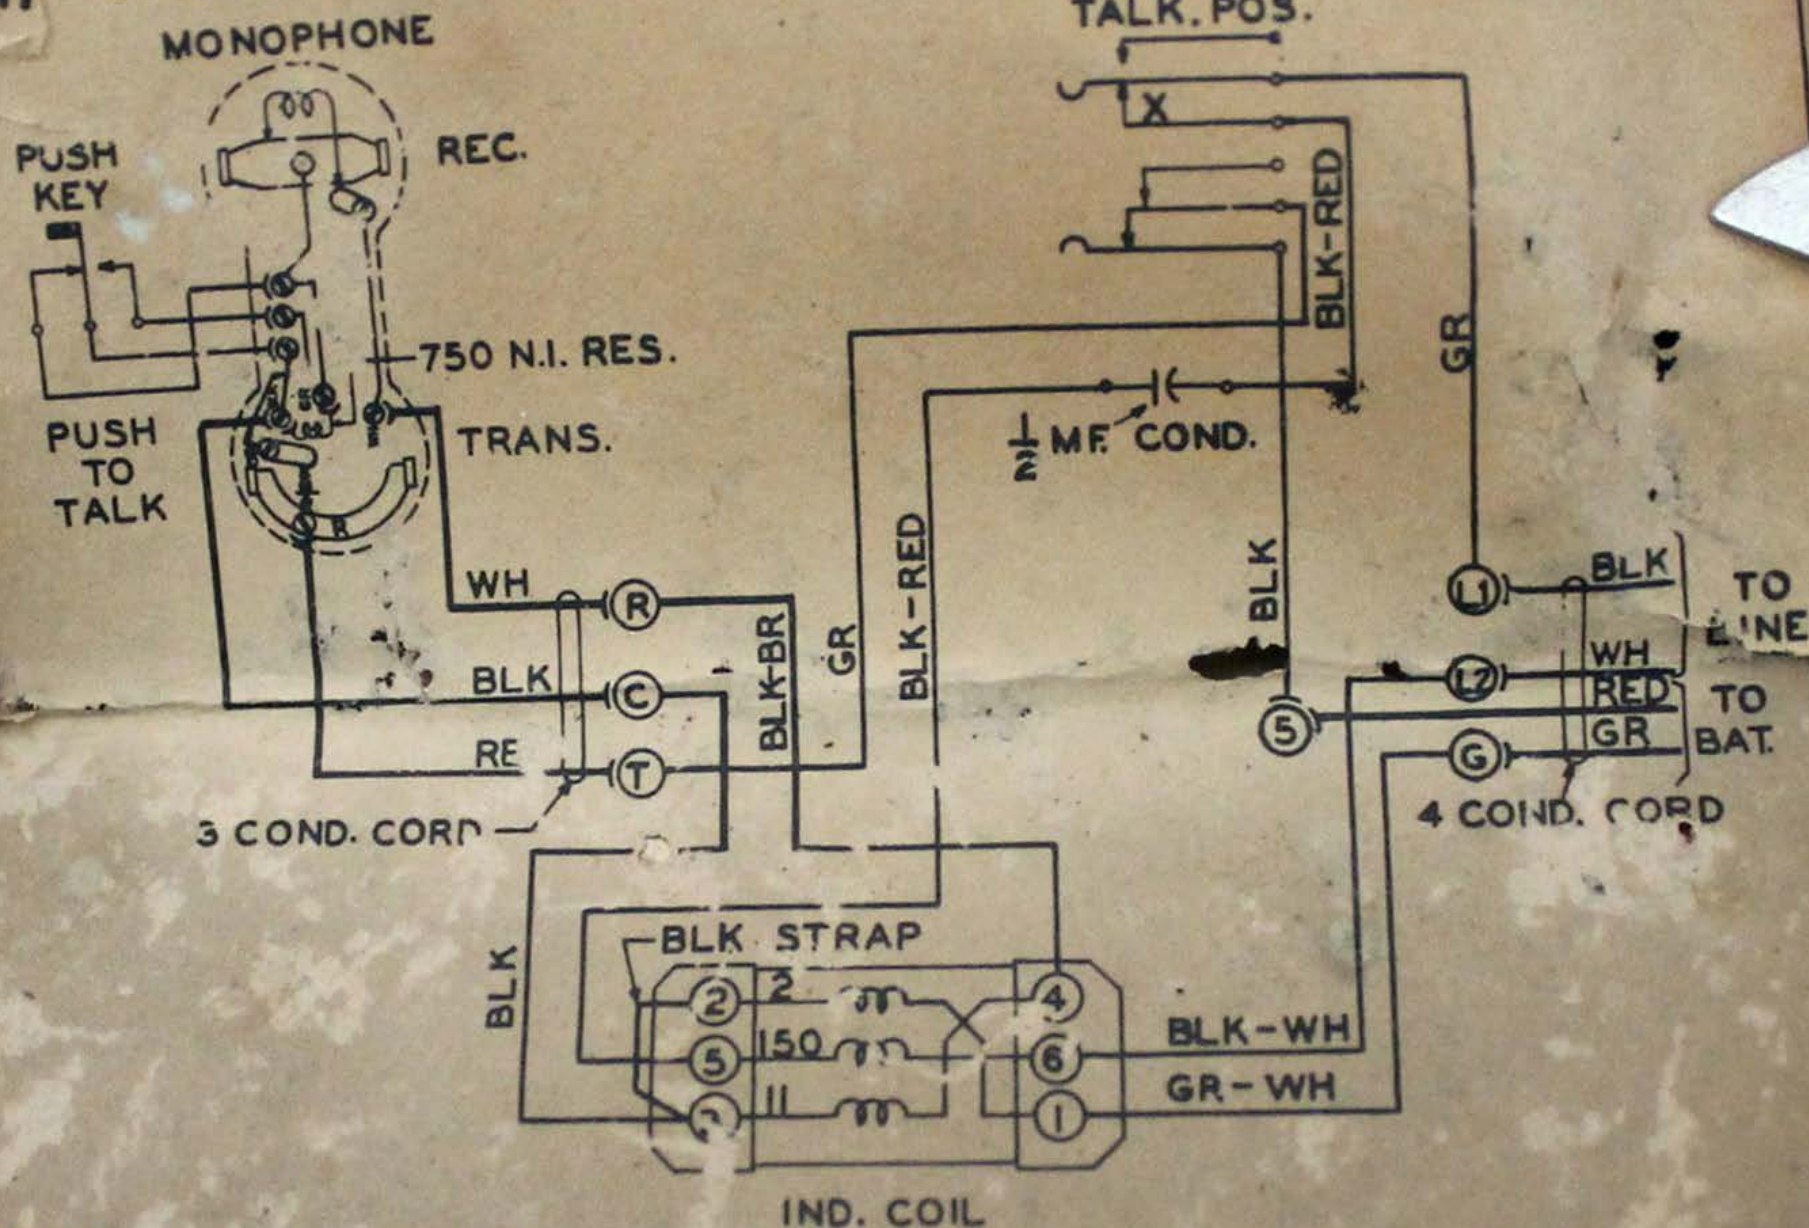 TALK. POS.
MONOPHONE
REC.
PUSH
KEY
X
BLK-RED
GR
750 N.I. RES.
TRANS.
PUSH
TO
TALK
1/2 MF. COND.
WH
R
BLK
C
RE
T
3 COND. CORD
BLK-BR
GR
BLK-RED
BLK
5
L1
BLK
TO
LINE
L2
WH
RED
TO
BAT.
G
GR
4 COND. CORD
BLK
BLK STRAP
2
2
4
5
150
6
BLK-WH
11
1
GR-WH
IND. COIL